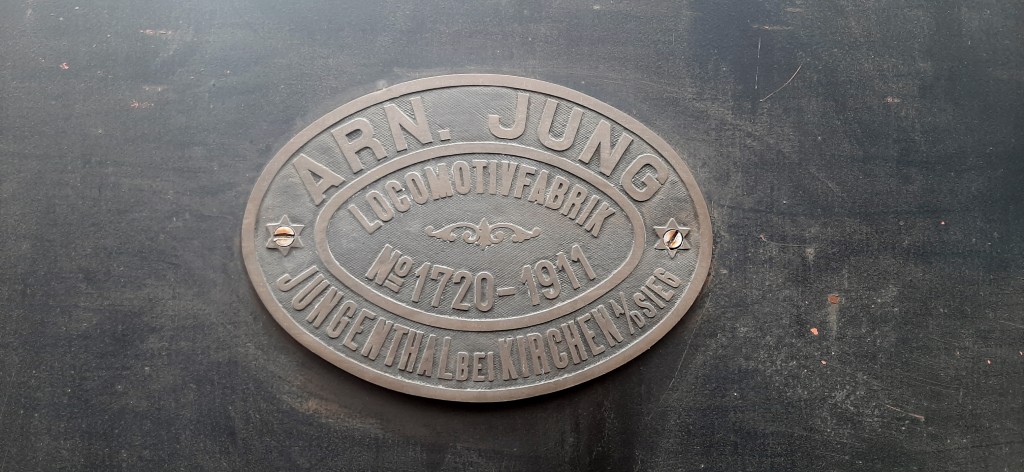 ARN. JUNG
LOCOMOTIVFABRIK
No 1720-1911
JUNGENTHAL BEI KIRCHEN A/D SIEG